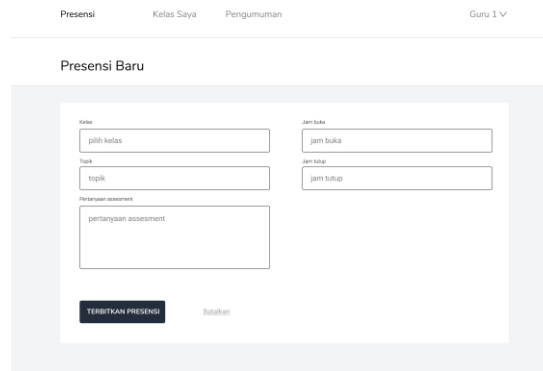 Presensi Kelas Saya Pengumuman Guru 1
Presensi Baru
Kelas
pilih kelas
Topik
topik
Pertanyaan assesment
pertanyaan assesment
Jam buka
jam buka
Jam tutup
jam tutup
TERBITKAN PRESENSI Batalkan